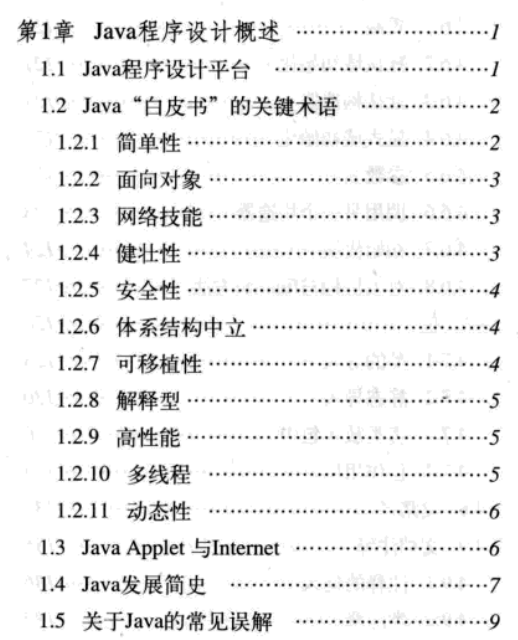 第1章 Java程序设计概述 ……………………1
1.1 Java程序设计平台 ……………………1
1.2 Java“白皮书”的关键术语 ……………2
1.2.1 简单性……………………………2
1.2.2 面向对象…………………………3
1.2.3 网络技能…………………………3
1.2.4 健壮性……………………………3
1.2.5 安全性……………………………4
1.2.6 体系结构中立……………………4
1.2.7 可移植性…………………………4
1.2.8 解释型……………………………5
1.2.9 高性能……………………………5
1.2.10 多线程…………………………5
1.2.11 动态性…………………………6
1.3 Java Applet 与Internet ………………6
1.4 Java发展简史 …………………………7
1.5 关于Java的常见误解 …………………9